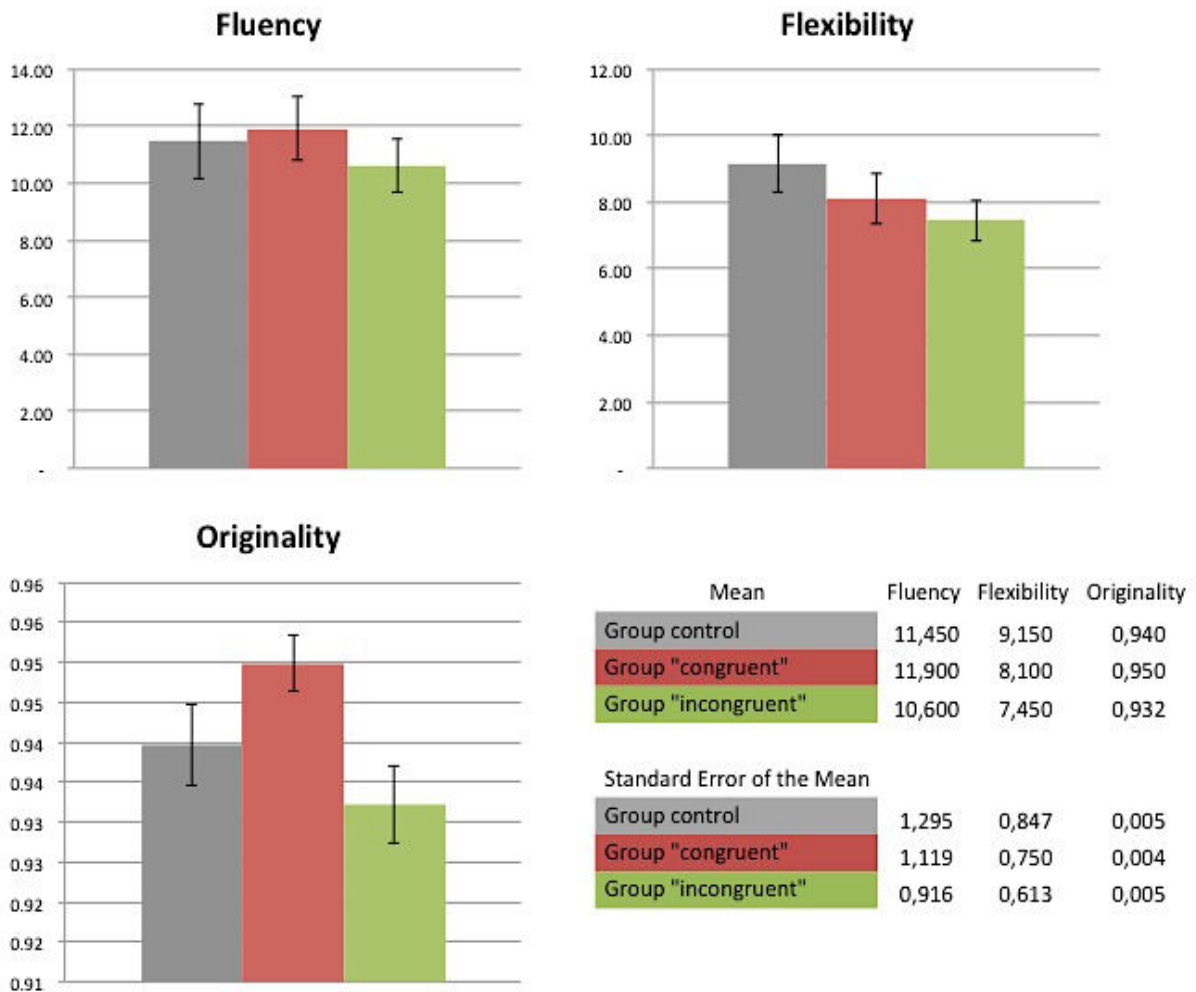 Fluency
14.00
12.00
10.00
8.00
6.00
4.00
2.00
-
Flexibility
12.00
10.00
8.00
6.00
4.00
2.00
-
Originality
0.96
0.96
0.95
0.95
0.94
0.94
0.93
0.93
0.92
0.92
0.91
Mean Fluency Flexibility Originality
Group control 11,450 9,150 0,940
Group "congruent" 11,900 8,100 0,950
Group "incongruent" 10,600 7,450 0,932
Standard Error of the Mean
Group control 1,295 0,847 0,005
Group "congruent" 1,119 0,750 0,004
Group "incongruent" 0,916 0,613 0,005